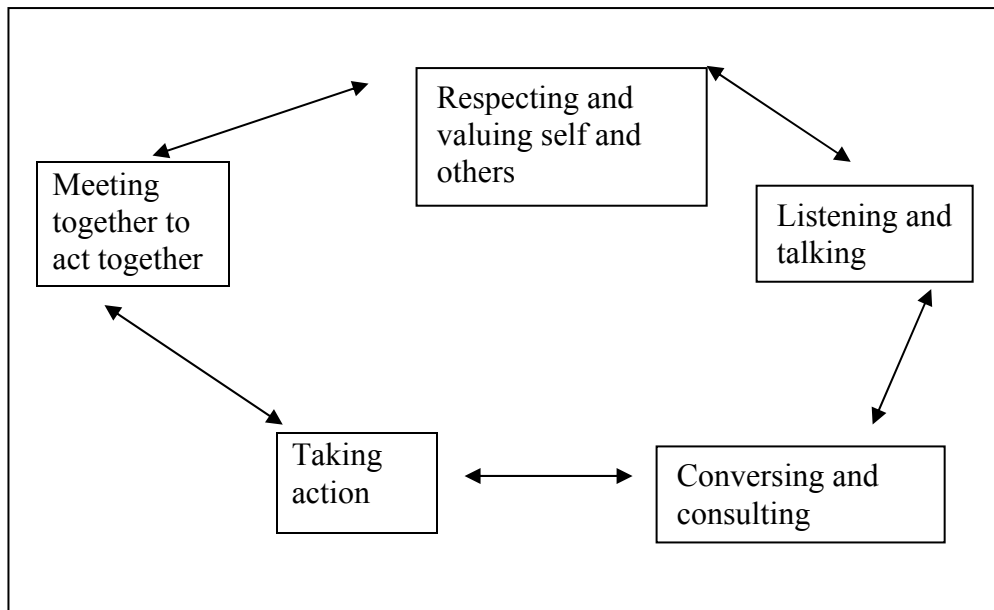 Respecting and
valuing self and
others
Meeting
together to
act together
Listening and
talking
Taking
action
Conversing and
consulting